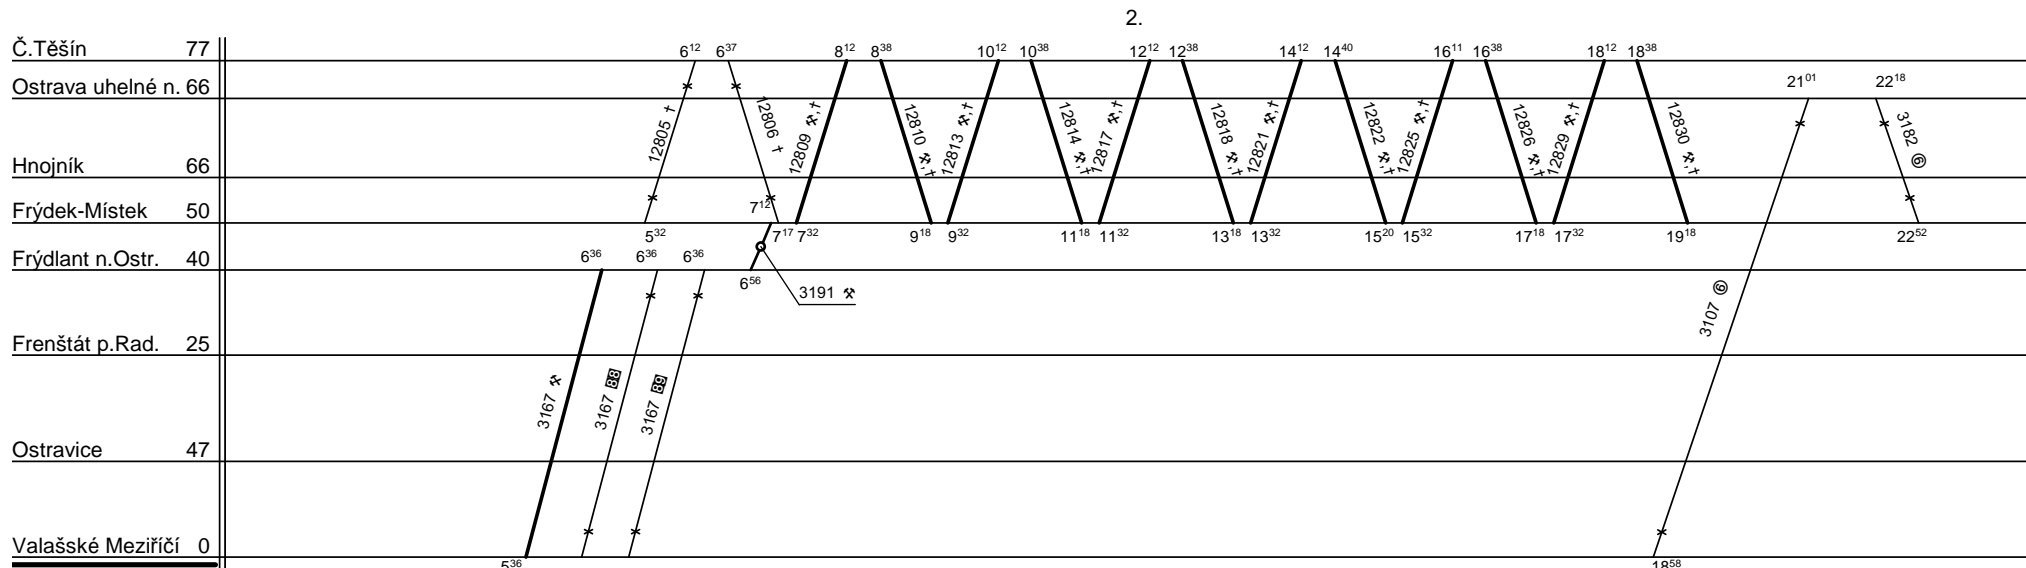 2.
Č.Těšín 77
6¹² 6³⁷ 8¹² 8³⁸ 10¹² 10³⁸ 12¹² 12³⁸ 14¹² 14⁴⁰ 16¹¹ 16³⁸ 18¹² 18³⁸
Ostrava uhelné n. 66
21⁰¹ 22¹⁸
12805 † 12806 † 12809 ⚒,† 12810 ⚒,† 12813 ⚒,† 12814 ⚒,† 12817 ⚒,† 12818 ⚒,† 12821 ⚒,† 12822 ⚒,† 12825 ⚒,† 12826 ⚒,† 12829 ⚒,† 12830 ⚒,† 3182 ⑥
Hnojník 66
Frýdek-Místek 50
7¹²
5³² 7¹⁷ 7³² 9¹⁸ 9³² 11¹⁸ 11³² 13¹⁸ 13³² 15²⁰ 15³² 17¹⁸ 17³² 19¹⁸ 22⁵²
Frýdlant n.Ostr. 40
6³⁶ 6³⁶ 6³⁶
6⁵⁶
3191 ⚒
3107 ⑥
Frenštát p.Rad. 25
3167 ⚒ 3167 88 3167 89
Ostravice 47
Valašské Meziříčí 0
5³⁶ 18⁵⁸